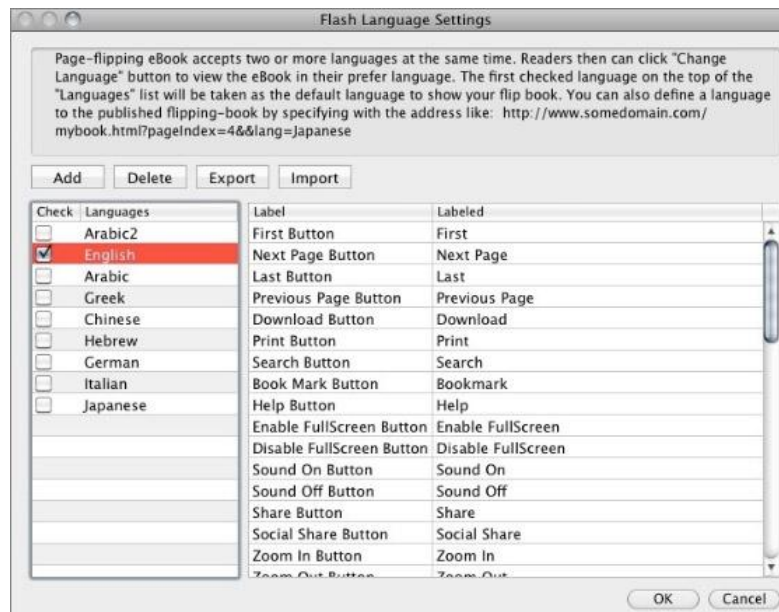 Flash Language Settings
Page-flipping eBook accepts two or more languages at the same time. Readers then can click "Change
Language" button to view the eBook in their prefer language. The first checked language on the top of the
"Languages" list will be taken as the default language to show your flip book. You can also define a language
to the published flipping-book by specifying with the address like:  http://www.somedomain.com/
mybook.html?pageIndex=4&&lang=Japanese
Add Delete Export Import
Check Languages Label Labeled
Arabic2 First Button First
English Next Page Button Next Page
Arabic Last Button Last
Greek Previous Page Button Previous Page
Chinese Download Button Download
Hebrew Print Button Print
German Search Button Search
Italian Book Mark Button Bookmark
Japanese Help Button Help
Enable FullScreen Button Enable FullScreen
Disable FullScreen Button Disable FullScreen
Sound On Button Sound On
Sound Off Button Sound Off
Share Button Share
Social Share Button Social Share
Zoom In Button Zoom In
Zoom Out Button Zoom Out
OK Cancel